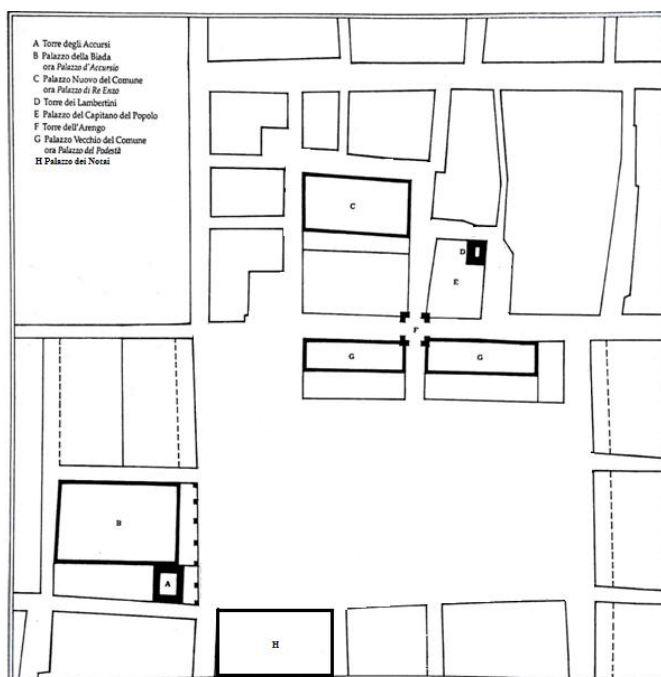 A Torre degli Accursi
B Palazzo della Biada
ora Palazzo d'Accursio
C Palazzo Nuovo del Comune
ora Palazzo di Re Enzo
D Torre dei Lambertini
E Palazzo del Capitano del Popolo
F Torre dell'Arengo
G Palazzo Vecchio del Comune
ora Palazzo del Podestà
H Palazzo dei Notai
C
D
E
F
G
G
B
A
H